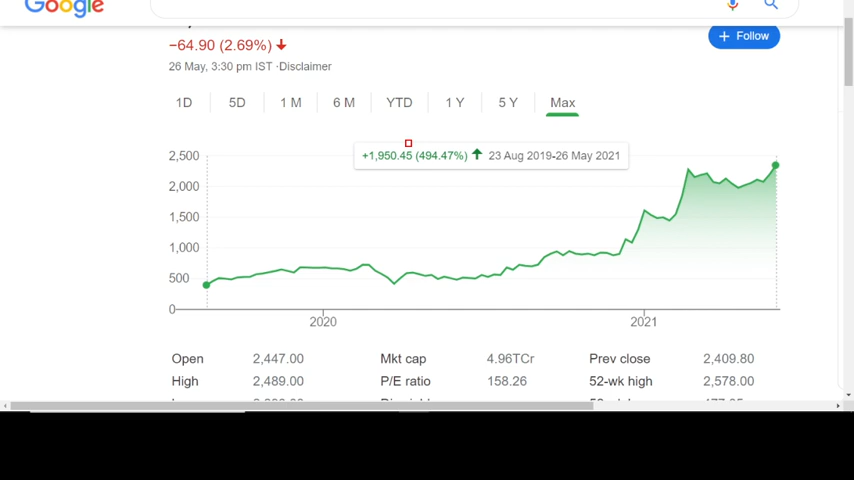 Google
−64.90 (2.69%)
Follow
26 May, 3:30 pm IST ·Disclaimer
1D 5D 1 M 6 M YTD 1 Y 5 Y Max
+1,950.45 (494.47%) 23 Aug 2019-26 May 2021
2,500
2,000
1,500
1,000
500
0
2020 2021
Open 2,447.00 Mkt cap 4.96TCr Prev close 2,409.80
High 2,489.00 P/E ratio 158.26 52-wk high 2,578.00